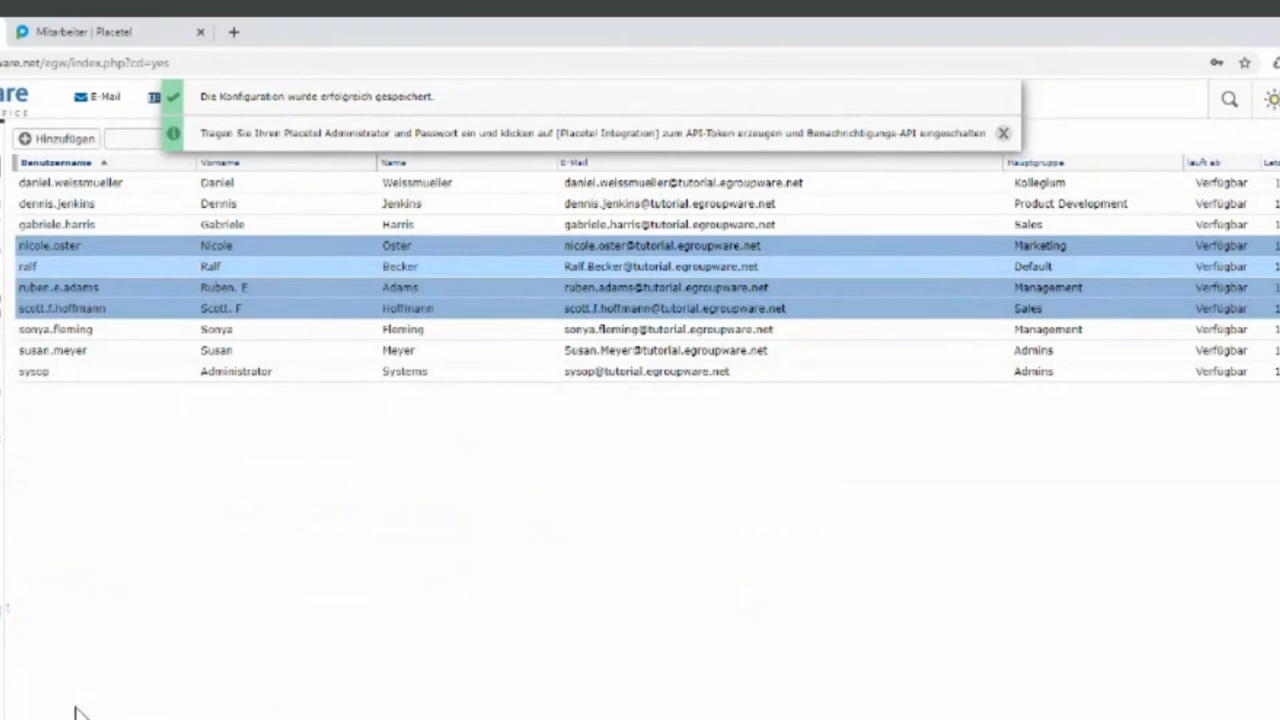 Mitarbeiter | Placetel
ware.net/egw/index.php?cd=yes
are
E-Mail
FICE
Die Konfiguration wurde erfolgreich gespeichert.
Hinzufügen
Tragen Sie Ihren Placetel Administrator und Passwort ein und klicken auf [Placetel Integration] zum API-Token erzeugen und Benachrichtigungs-API eingeschalten
Benutzername Vorname Name E-Mail Hauptgruppe läuft ab Letz
daniel.weissmueller Daniel Weissmueller daniel.weissmueller@tutorial.egroupware.net Kollegium Verfügbar
dennis.jenkins Dennis Jenkins dennis.jenkins@tutorial.egroupware.net Product Development Verfügbar
gabriele.harris Gabriele Harris gabriele.harris@tutorial.egroupware.net Sales Verfügbar
nicole.oster Nicole Oster nicole.oster@tutorial.egroupware.net Marketing Verfügbar
ralf Ralf Becker Ralf.Becker@tutorial.egroupware.net Default Verfügbar
ruben.e.adams Ruben. E Adams ruben.adams@tutorial.egroupware.net Management Verfügbar
scott.f.hoffmann Scott. F Hoffmann scott.f.hoffmann@tutorial.egroupware.net Sales Verfügbar
sonya.fleming Sonya Fleming sonya.fleming@tutorial.egroupware.net Management Verfügbar
susan.meyer Susan Meyer Susan.Meyer@tutorial.egroupware.net Admins Verfügbar
sysop Administrator Systems sysop@tutorial.egroupware.net Admins Verfügbar